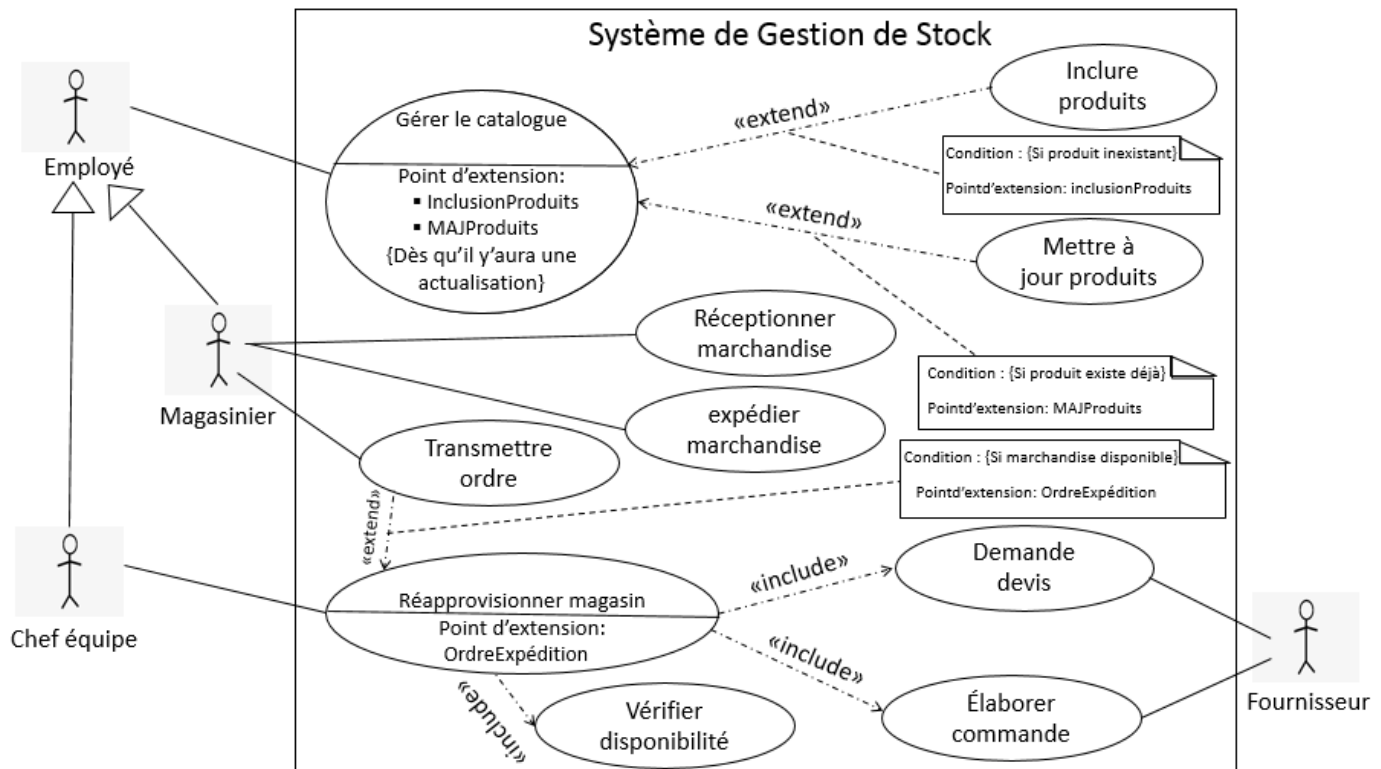 Système de Gestion de Stock
Employé
Gérer le catalogue
Point d'extension:
▪ InclusionProduits
▪ MAJProduits
{Dès qu'il y'aura une
actualisation}
«extend»
Inclure
produits
Condition : {Si produit inexistant}
Pointd'extension: inclusionProduits
«extend»
Mettre à
jour produits
Magasinier
Réceptionner
marchandise
Condition : {Si produit existe déjà}
Pointd'extension: MAJProduits
expédier
marchandise
Transmettre
ordre
Condition : {Si marchandise disponible}
Pointd'extension: OrdreExpédition
«extend»
Chef équipe
Réapprovisionner magasin
Point d'extension:
OrdreExpédition
«include»
Demande
devis
«include»
Élaborer
commande
«include»
Vérifier
disponibilité
Fournisseur